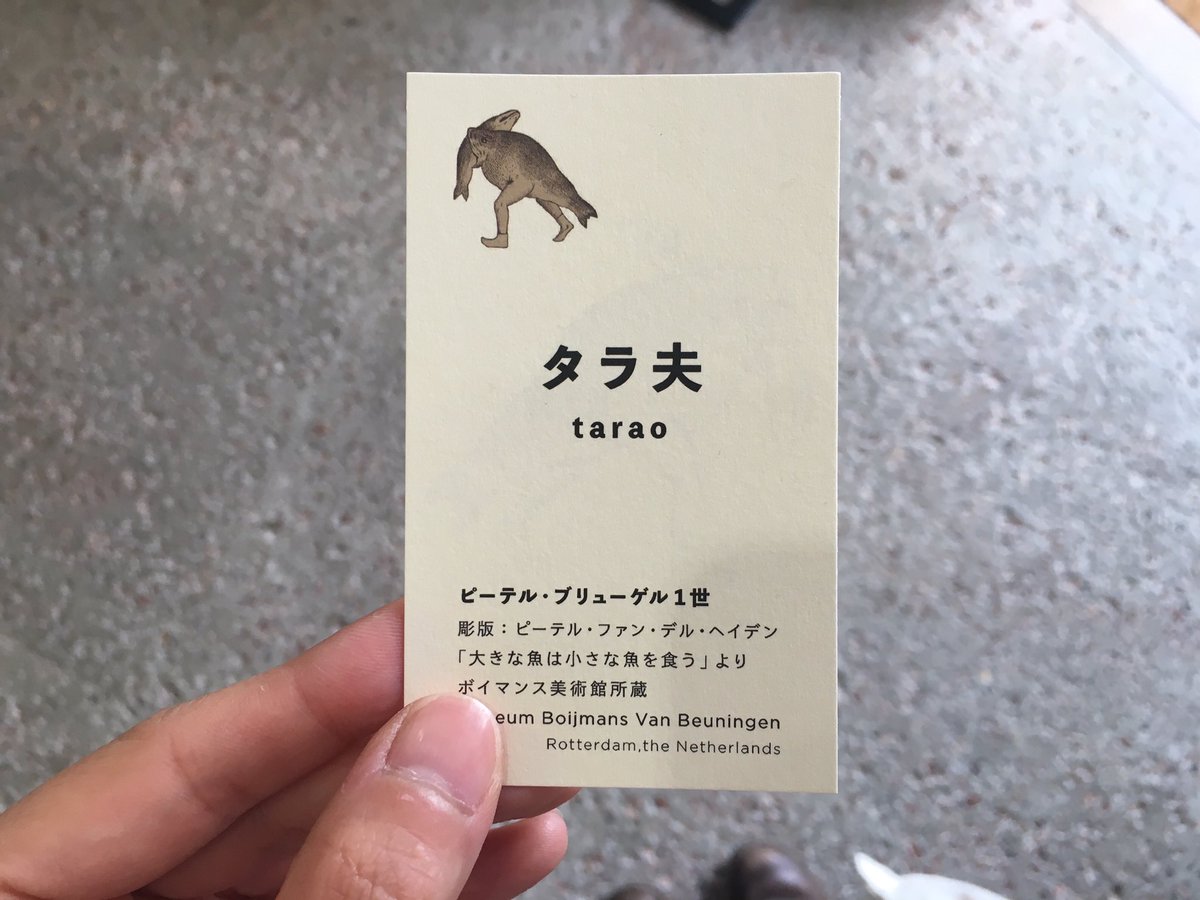 タラ夫
tarao
ピーテル・ブリューゲル1世
彫版：ピーテル・ファン・デル・ヘイデン
「大きな魚は小さな魚を食う」より
ボイマンス美術館所蔵
eum Boijmans Van Beuningen
Rotterdam,the Netherlands